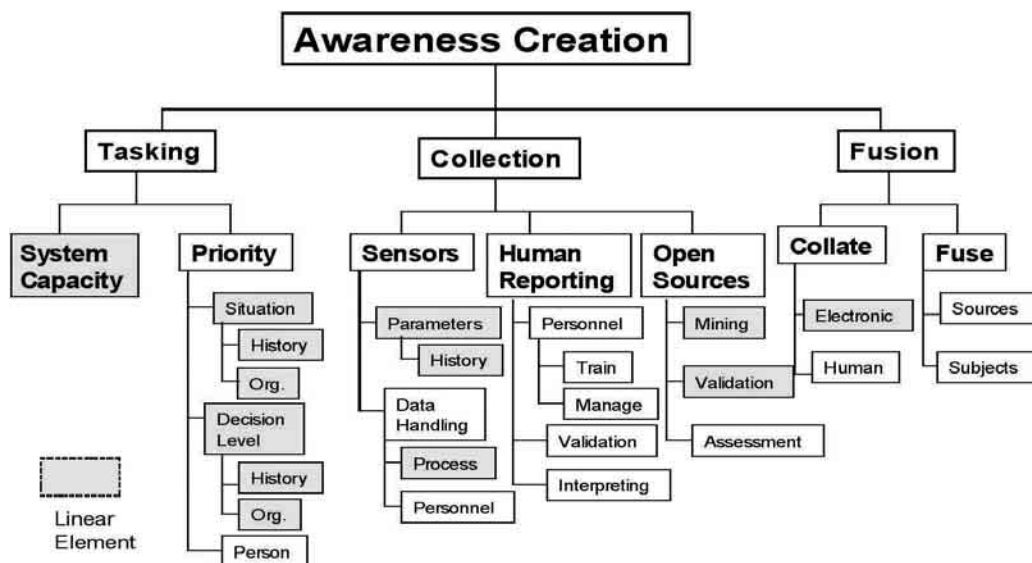 Awareness Creation
Tasking
Collection
Fusion
System
Capacity
Priority
Situation
History
Org.
Decision
Level
History
Org.
Person
Sensors
Parameters
History
Data
Handling
Process
Personnel
Human
Reporting
Personnel
Train
Manage
Validation
Interpreting
Open
Sources
Mining
Validation
Assessment
Collate
Electronic
Human
Fuse
Sources
Subjects
Linear
Element